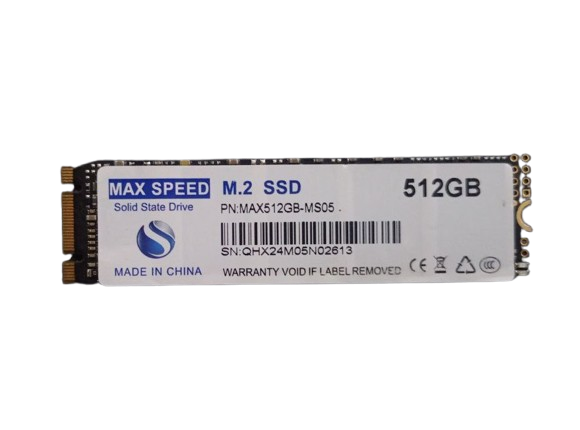 MAX SPEED
Solid State Drive
MADE IN CHINA
M.2 SSD
512GB
PN:MAX512GB-MS05
SN:QHX24M05N02613
WARRANTY VOID IF LABEL REMOVED